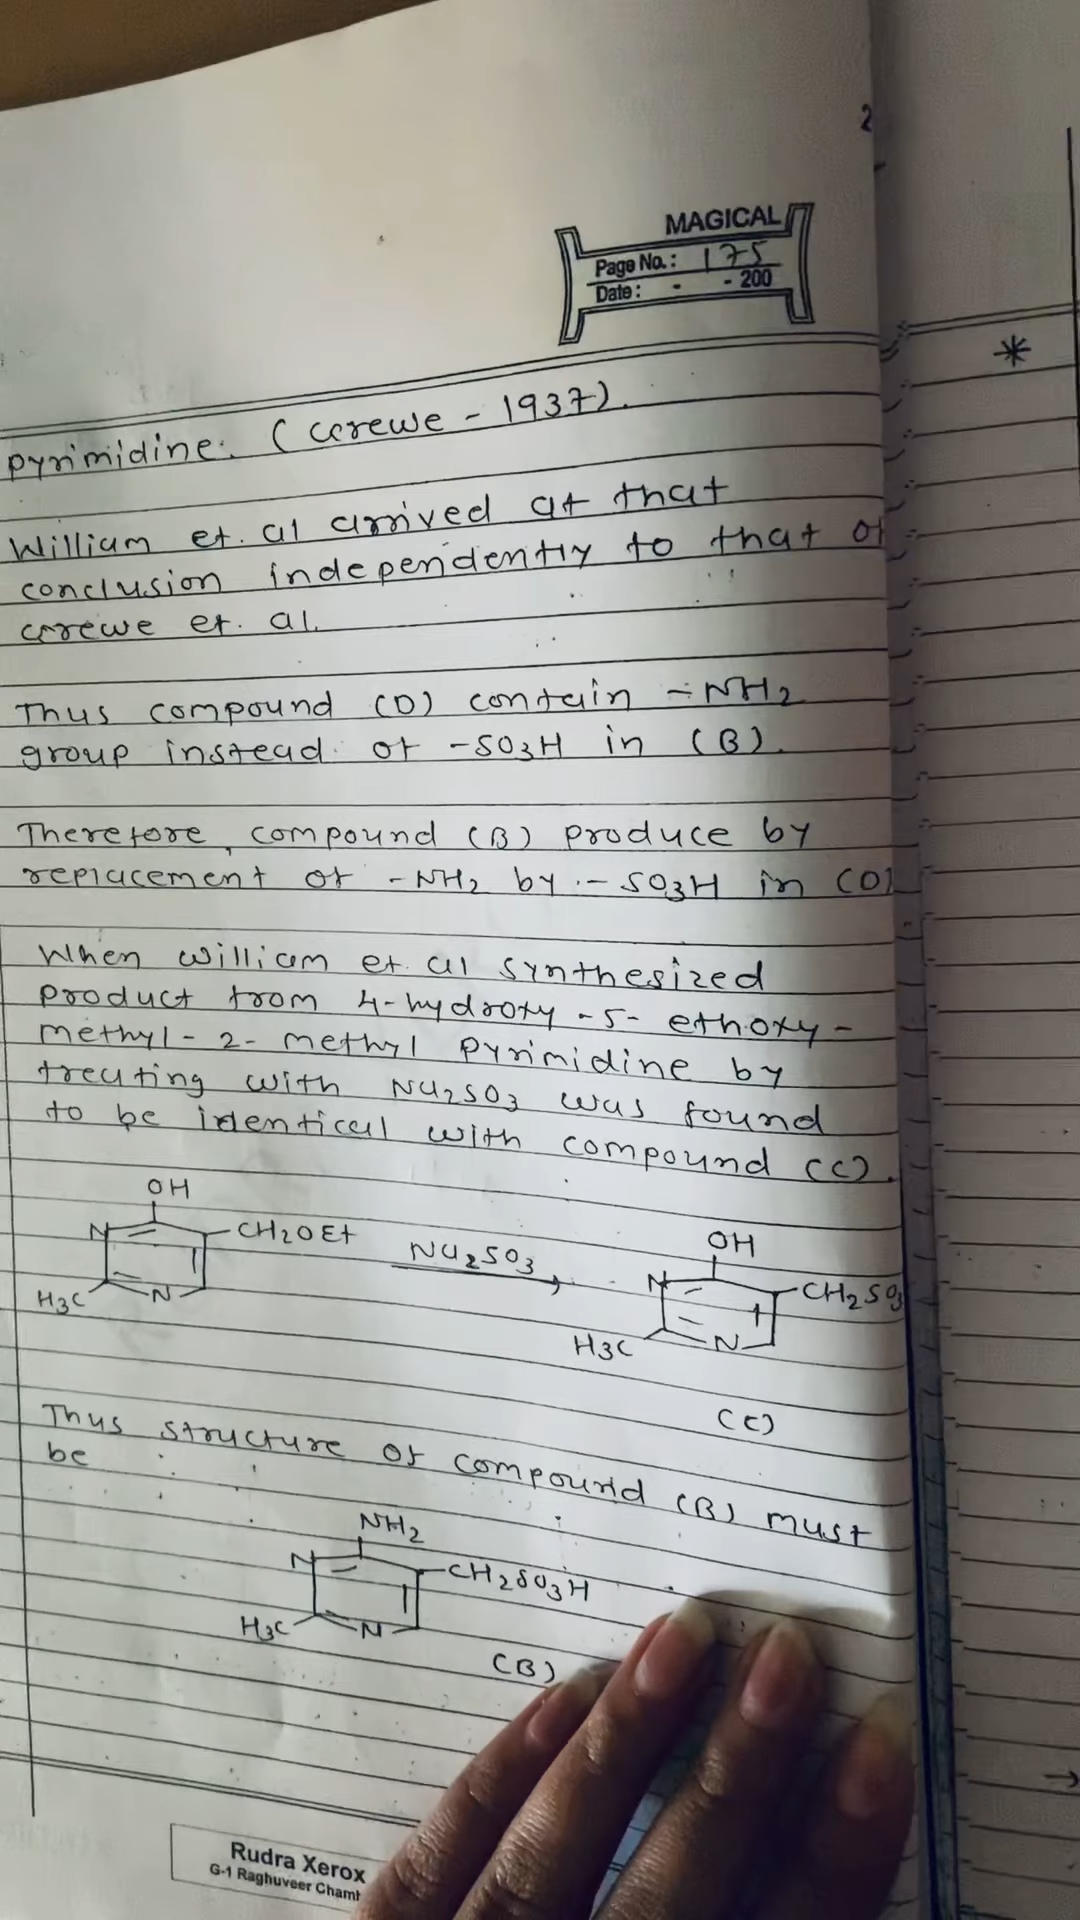 2
MAGICAL
Page No.: 175
Date: - - 200
*
pyrimidine. (Crewe - 1937).
William et. al arrived at that
conclusion independently to that of
crewe et. al.
Thus compound (D) contain -NH2
group instead of -SO3H in (B).
Therefore, compound (B) produce by
replacement of -NH2 by -SO3H in (D)
When william et. al synthesized
product from 4-hydroxy -5- ethoxy-
methyl - 2- methyl pyrimidine by
treating with Na2SO3 was found
to be identical with compound (C).
OH
N CH2OEt
H3C N
Na2SO3
OH
N CH2SO3
H3C N
(C)
Thus structure of compound (B) must
be
NH2
N CH2SO3H
H3C N
(B)
Rudra Xerox
G-1 Raghuveer